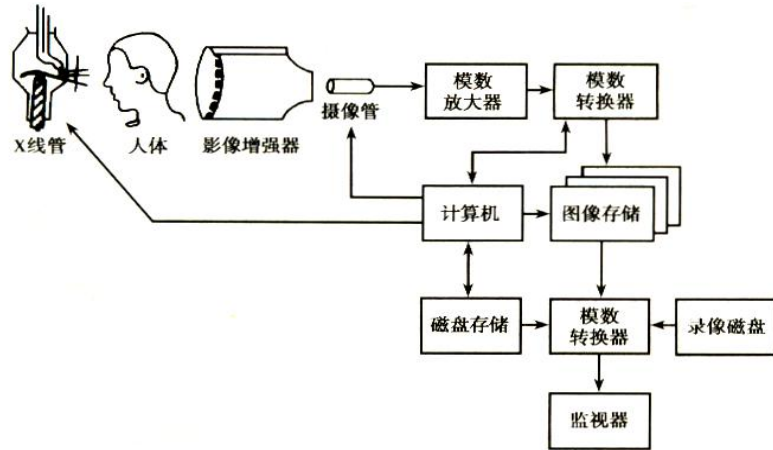 模数
放大器
模数
转换器
X线管
人体
影像增强器
摄像管
计算机
图像存储
磁盘存储
模数
转换器
录像磁盘
监视器